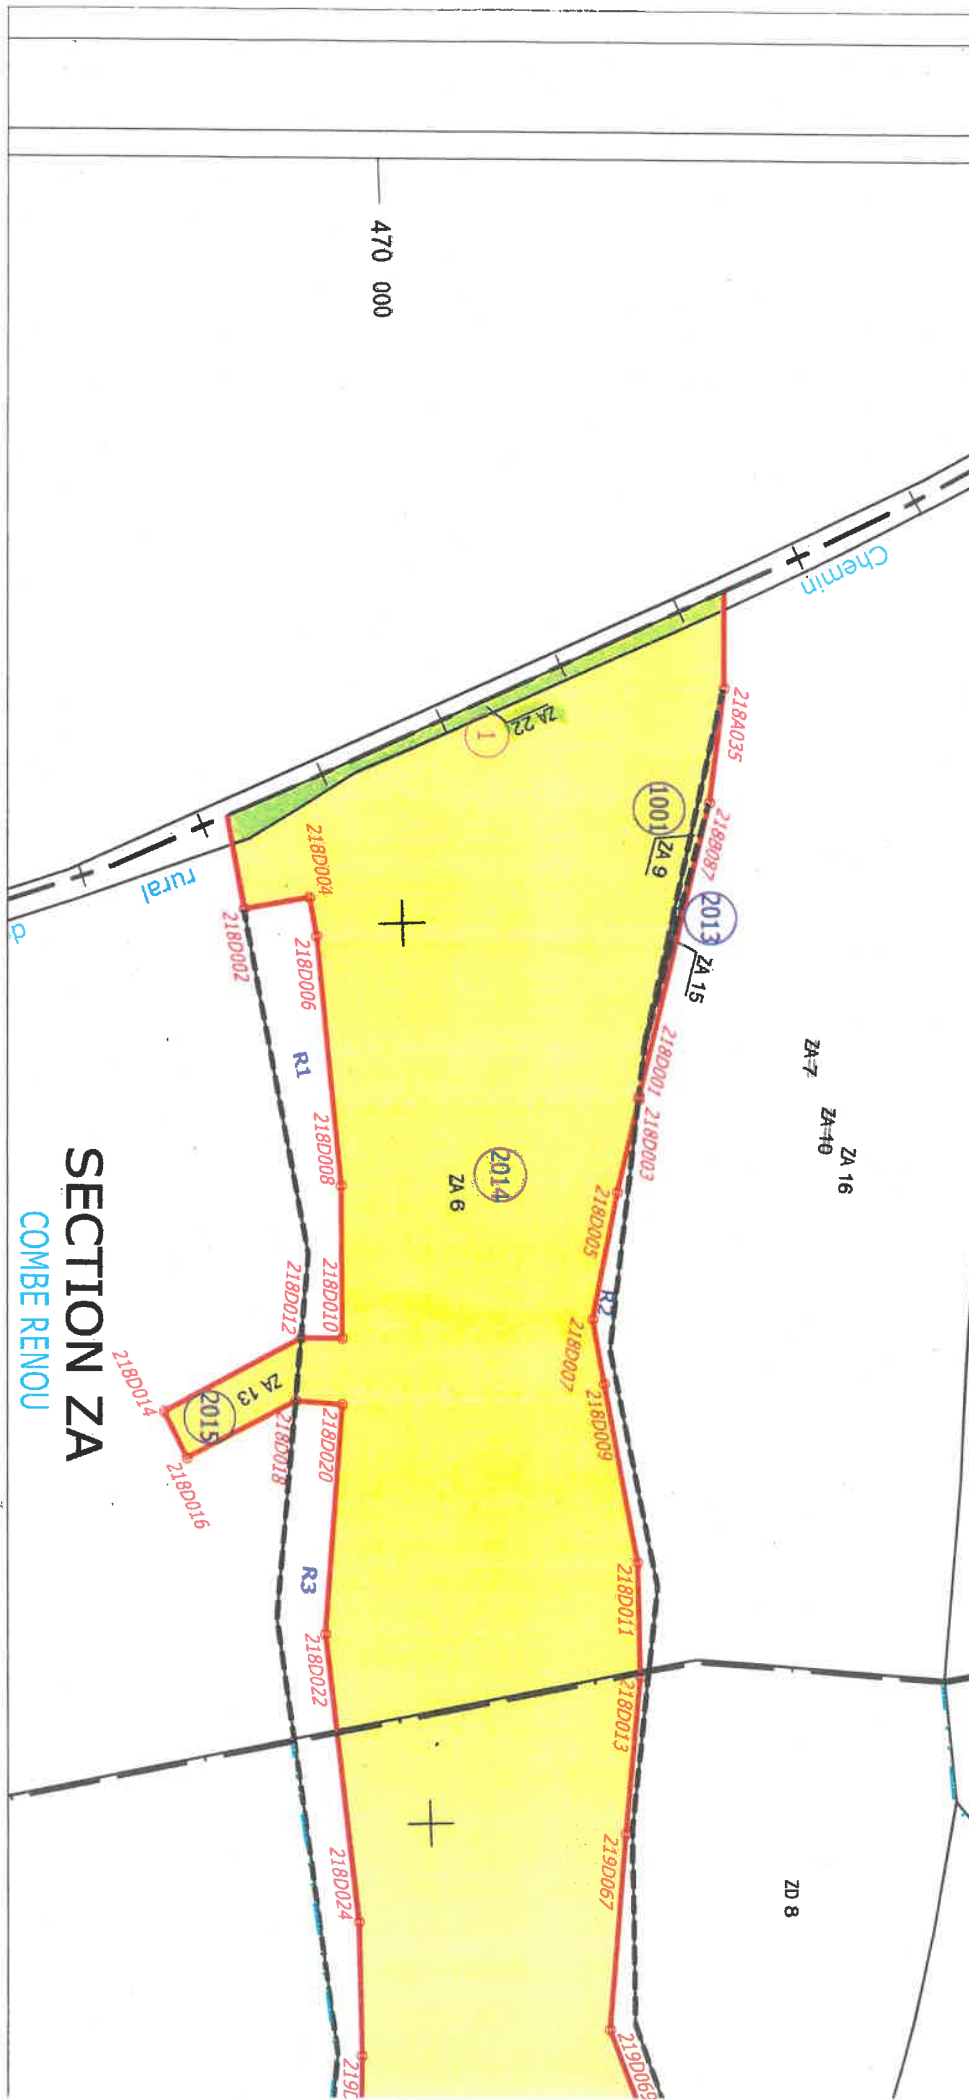 470 000
Chemin
rural
d
ZA 22
1
218A035
218B087
1001
ZA 9
2013
ZA 15
218D001
218D003
218D005
R2
218D007
218D009
218D011
218D013
219D067
219D069
218D002
218D004
218D006
R1
218D008
218D010
218D012
218D014
218D016
ZA 13
2015
218D018
218D020
R3
218D022
218D024
219D
2014
ZA 6
ZA 7
ZA 10
ZA 16
ZD 8
SECTION ZA
COMBE RENOU